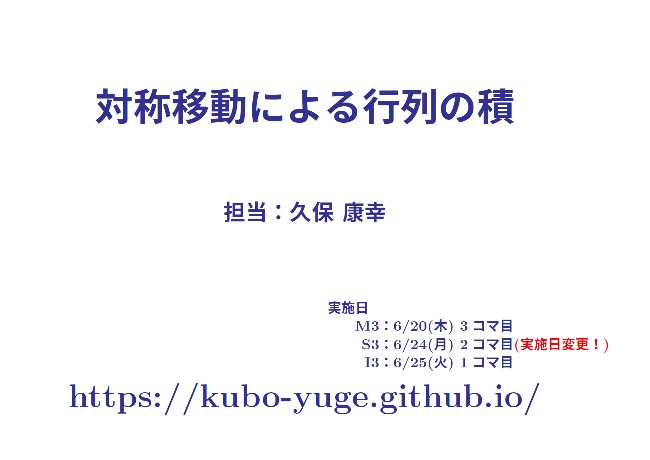 対称移動による行列の積
担当：久保 康幸
実施日
M3：6/20(木) 3 コマ目
S3：6/24(月) 2 コマ目(実施日変更！)
I3：6/25(火) 1 コマ目
https://kubo-yuge.github.io/